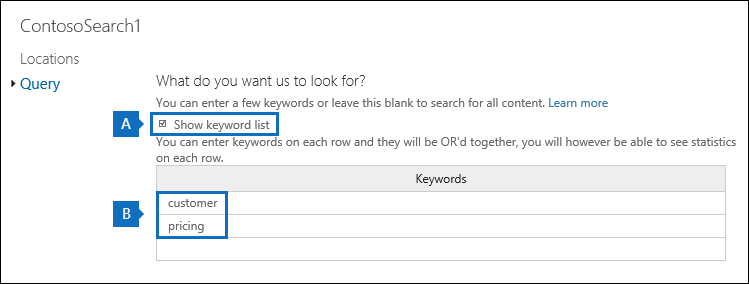 ContosoSearch1
Locations
Query
What do you want us to look for?
You can enter a few keywords or leave this blank to search for all content. Learn more
A
Show keyword list
You can enter keywords on each row and they will be OR'd together, you will however be able to see statistics
on each row.
Keywords
B
customer
pricing